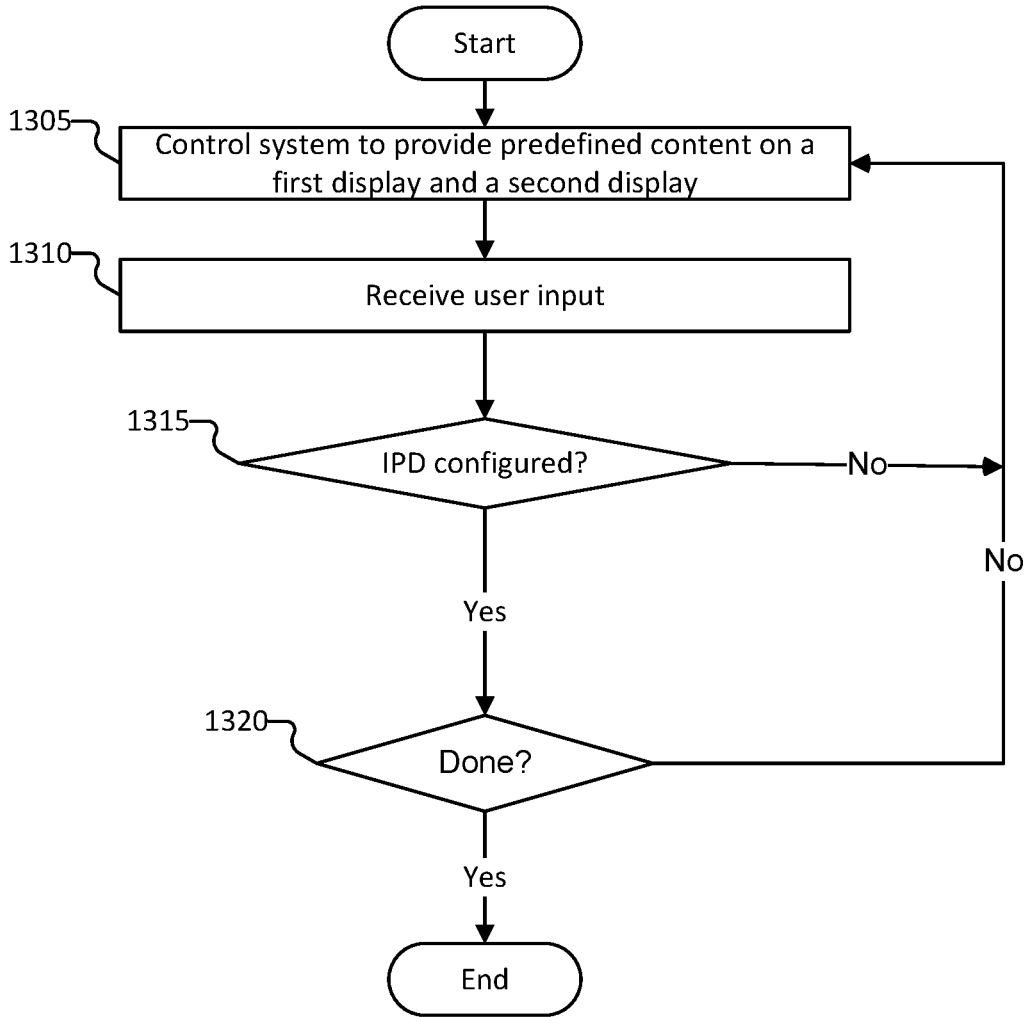 Start
1305
Control system to provide predefined content on a
first display and a second display
1310
Receive user input
1315
IPD configured?
No
No
Yes
1320
Done?
Yes
End